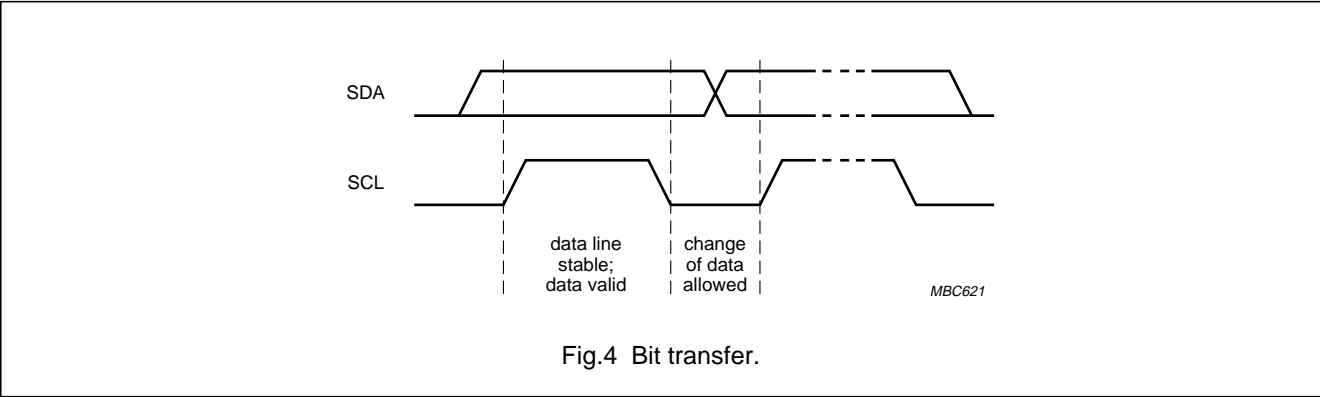 SDA
SCL
data line
stable;
data valid
change
of data
allowed
MBC621
Fig.4 Bit transfer.